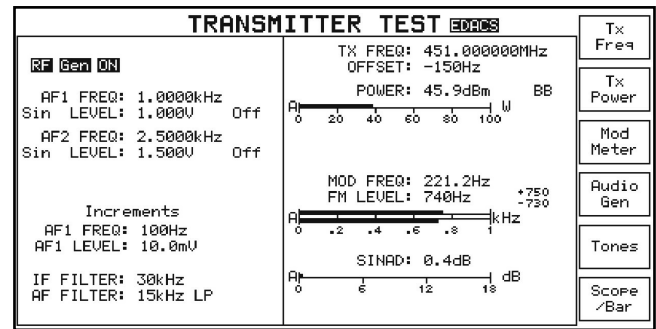 TRANSMITTER TEST EDACS
RF Gen ON
AF1 FREQ: 1.0000kHz
Sin LEVEL: 1.000V Off
AF2 FREQ: 2.5000kHz
Sin LEVEL: 1.500V Off
Increments
AF1 FREQ: 100Hz
AF1 LEVEL: 10.0mV
IF FILTER: 30kHz
AF FILTER: 15kHz LP
TX FREQ: 451.000000MHz
OFFSET: -150Hz
POWER: 45.9dBm BB
A W
0 20 40 60 80 100
MOD FREQ: 221.2Hz
FM LEVEL: 740Hz +750
-730
A kHz
0 .2 .4 .6 .8 1
SINAD: 0.4dB
A dB
0 6 12 18
Tx
Freq
Tx
Power
Mod
Meter
Audio
Gen
Tones
Scope
/Bar